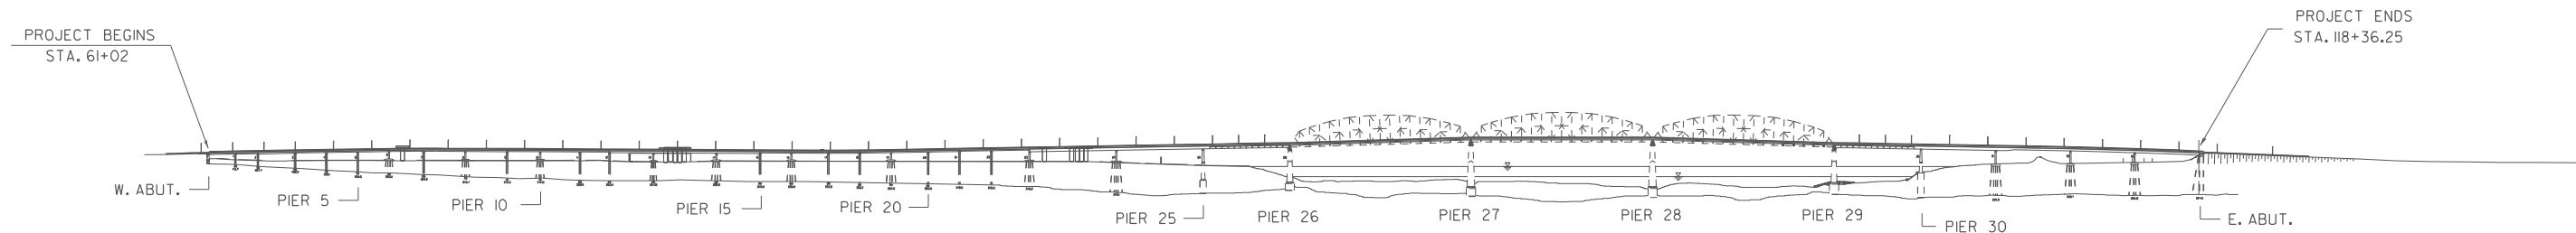 PROJECT BEGINS
STA. 61+02
PROJECT ENDS
STA. 118+36.25
W. ABUT.
PIER 5
PIER 10
PIER 15
PIER 20
PIER 25
PIER 26
PIER 27
PIER 28
PIER 29
PIER 30
E. ABUT.